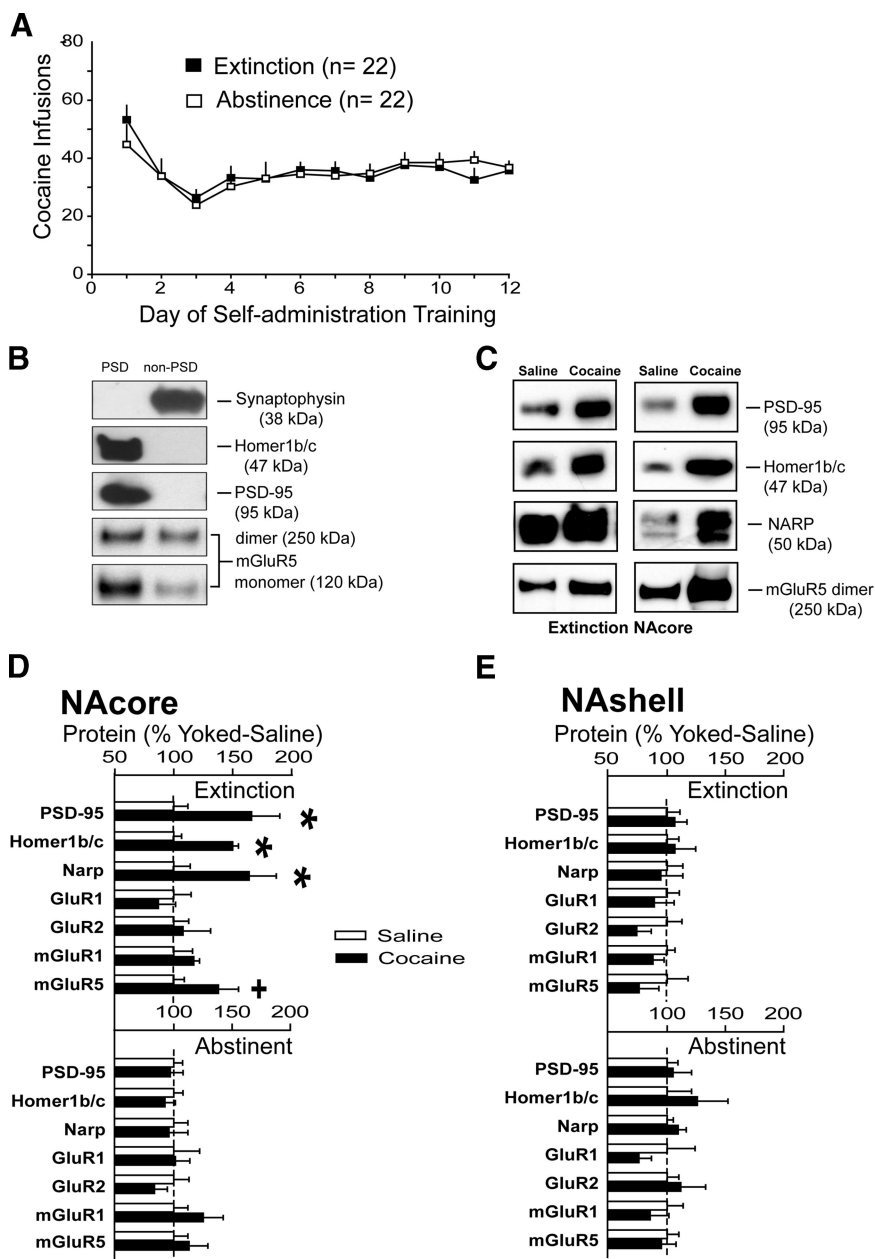 A
80
60
40
20
0
Cocaine Infusions
Extinction (n= 22)
Abstinence (n= 22)
0 2 4 6 8 10 12
Day of Self-administration Training
B
PSD non-PSD
Synaptophysin
(38 kDa)
Homer1b/c
(47 kDa)
PSD-95
(95 kDa)
dimer (250 kDa)
mGluR5
monomer (120 kDa)
C
Saline Cocaine Saline Cocaine
PSD-95
(95 kDa)
Homer1b/c
(47 kDa)
NARP
(50 kDa)
mGluR5 dimer
(250 kDa)
Extinction NAcore
D
NAcore
Protein (% Yoked-Saline)
50 100 150 200
Extinction
PSD-95 *
Homer1b/c *
Narp *
GluR1
GluR2
mGluR1
mGluR5 +
Saline
Cocaine
100 150 200
Abstinent
PSD-95
Homer1b/c
Narp
GluR1
GluR2
mGluR1
mGluR5
E
NAshell
Protein (% Yoked-Saline)
50 100 150 200
Extinction
PSD-95
Homer1b/c
Narp
GluR1
GluR2
mGluR1
mGluR5
100 150 200
Abstinent
PSD-95
Homer1b/c
Narp
GluR1
GluR2
mGluR1
mGluR5